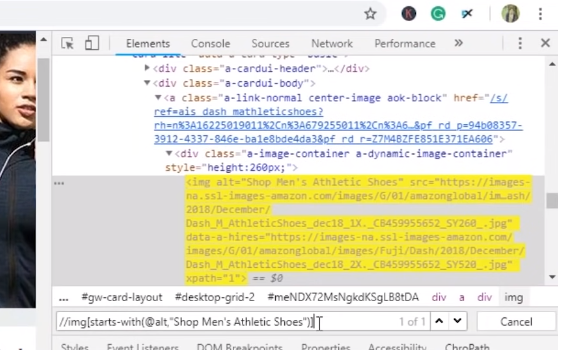 Elements Console Sources Network Performance »
<div class="a-cardui-header">…</div>
<div class="a-cardui-body">
<a class="a-link-normal center-image aok-block" href="/s/
ref=ais_dash_mathleticshoes?
rh=n%3A16225019011%2Cn%3A679255011%2Cn%3A6…&pf_rd_p=94b08357-
3912-4337-846e-ba1e8bde4da3&pf_rd_r=Z7M4BZFE851E371EA606">
<div class="a-image-container a-dynamic-image-container"
style="height:260px;">
... <img alt="Shop Men's Athletic Shoes" src="https://images-
na.ssl-images-amazon.com/images/G/01/amazonglobal/im…ash/
2018/December/
Dash_M_AthleticShoes_dec18_1X._CB459955652_SY260_.jpg"
data-a-hires="https://images-na.ssl-images-amazon.com/
images/G/01/amazonglobal/images/Fuji/Dash/2018/December/
Dash_M_AthleticShoes_dec18_2X._CB459955652_SY520_.jpg"
xpath="1"> == $0
... #gw-card-layout #desktop-grid-2 #meNDX72MsNgkdKSgLB8tDA div a div img
//img[starts-with(@alt,"Shop Men's Athletic Shoes")] 1 of 1 Cancel
Styles Event Listeners DOM Breakpoints Properties Accessibility ChroPath